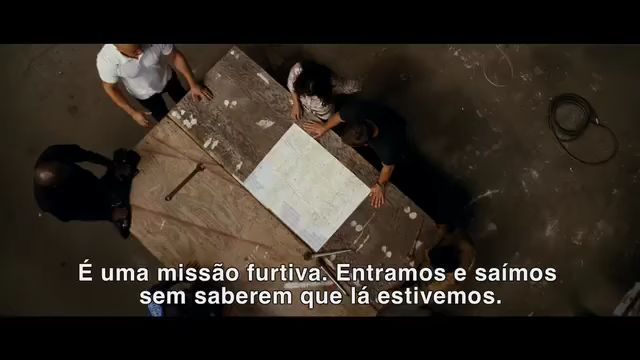 É uma missão furtiva. Entramos e saímos
sem saberem que lá estivemos.